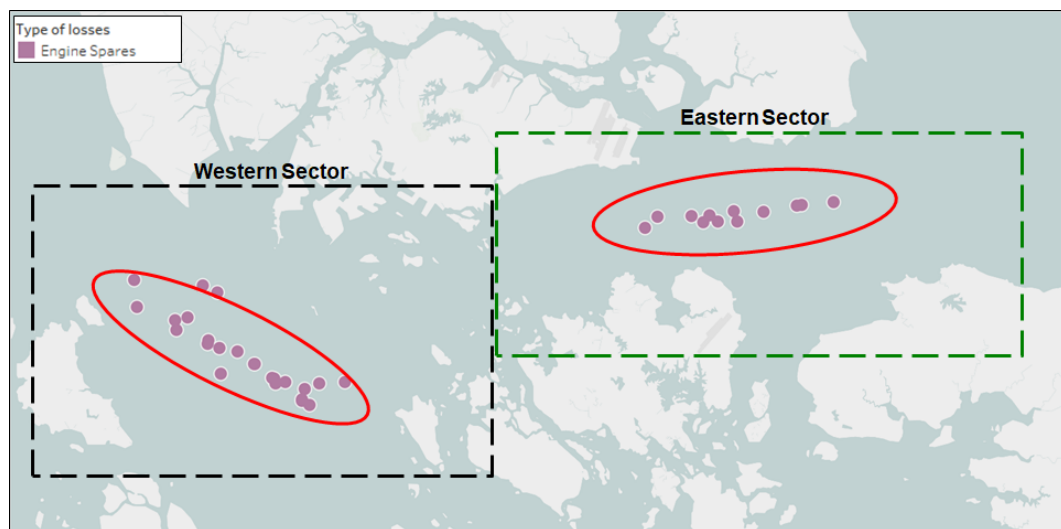 Type of losses
Engine Spares
Eastern Sector
Western Sector